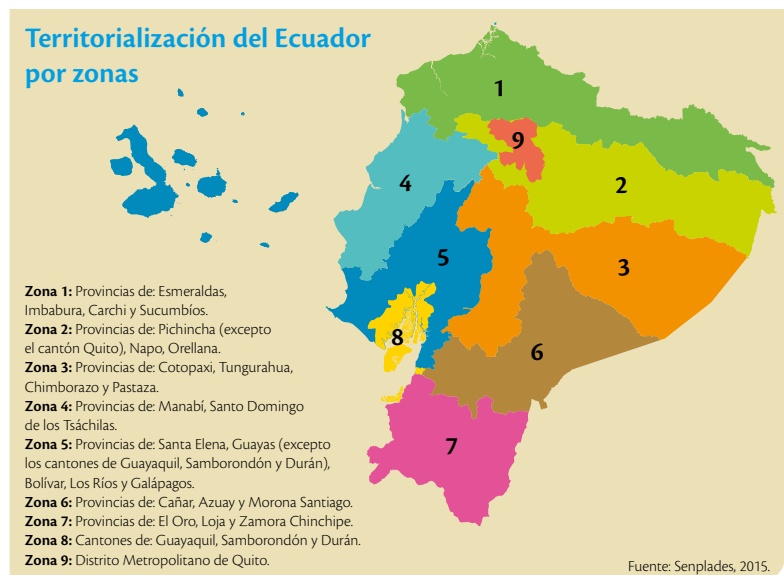 Territorialización del Ecuador
por zonas
1
9
2
4
5
3
8
6
7
Zona 1: Provincias de: Esmeraldas,
Imbabura, Carchi y Sucumbíos.
Zona 2: Provincias de: Pichincha (excepto
el cantón Quito), Napo, Orellana.
Zona 3: Provincias de: Cotopaxi, Tungurahua,
Chimborazo y Pastaza.
Zona 4: Provincias de: Manabí, Santo Domingo
de los Tsáchilas.
Zona 5: Provincias de: Santa Elena, Guayas (excepto
los cantones de Guayaquil, Samborondón y Durán),
Bolívar, Los Ríos y Galápagos.
Zona 6: Provincias de: Cañar, Azuay y Morona Santiago.
Zona 7: Provincias de: El Oro, Loja y Zamora Chinchipe.
Zona 8: Cantones de: Guayaquil, Samborondón y Durán.
Zona 9: Distrito Metropolitano de Quito.
Fuente: Senplades, 2015.